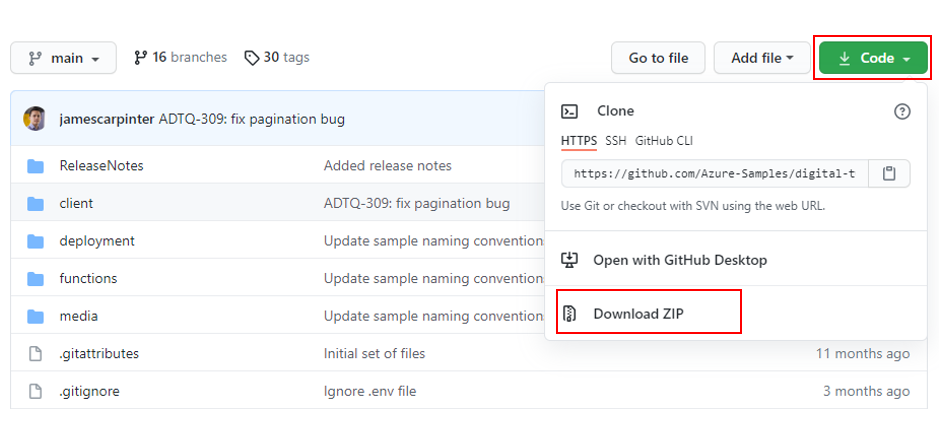 main 16 branches 30 tags Go to file Add file Code
jamescarpinter ADTQ-309: fix pagination bug
Clone
HTTPS SSH GitHub CLI
https://github.com/Azure-Samples/digital-t
Use Git or checkout with SVN using the web URL.
Open with GitHub Desktop
Download ZIP
ReleaseNotes Added release notes
client ADTQ-309: fix pagination bug
deployment Update sample naming convention
functions Update sample naming convention
media Update sample naming convention
.gitattributes Initial set of files 11 months ago
.gitignore Ignore .env file 3 months ago